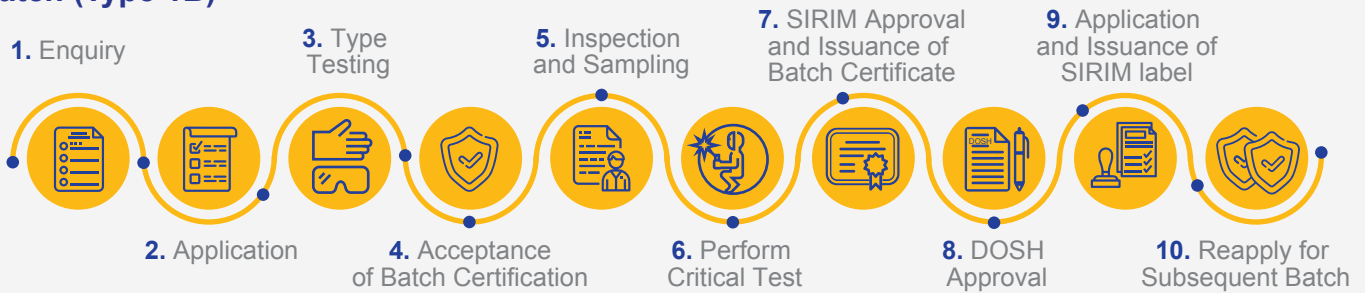 (Type 1B)
1. Enquiry
2. Application
3. Type
Testing
4. Acceptance
of Batch Certification
5. Inspection
and Sampling
6. Perform
Critical Test
7. SIRIM Approval
and Issuance of
Batch Certificate
DOSH
8. DOSH
Approval
9. Application
and Issuance of
SIRIM label
10. Reapply for
Subsequent Batch